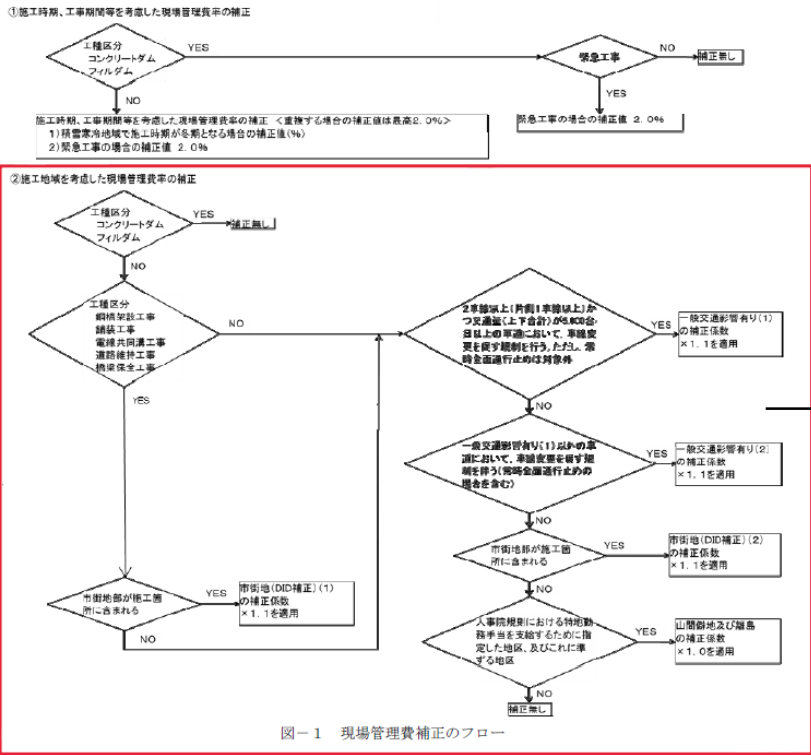 ①施工時期、工事期間等を考慮した現場管理費率の補正
工種区分
コンクリートダム
フィルダム
YES
緊急工事
NO
補正無し
NO
YES
施工時期、工事期間等を考慮した現場管理費率の補正 <重複する場合の補正値は最高2.0%>
1)積雪寒冷地域で施工時期が冬期となる場合の補正値(%)
2)緊急工事の場合の補正値 2.0%
緊急工事の場合の補正値 2.0%
②施工地域を考慮した現場管理費率の補正
工種区分
コンクリートダム
フィルダム
YES
補正無し
NO
工種区分
鋼橋架設工事
舗装工事
電線共同溝工事
道路維持工事
橋梁保全工事
NO
YES
2車線以上(片側1車線以上)か
つ交通量(上下合計)が5,000台・
日以上の車道において、車線変
更を促す規制を行う。ただし、常
時全面通行止めは対象外
YES
一般交通影響有り(1)
の補正係数
×1.1を適用
NO
一般交通影響有り(1)以外の車
道において、車線変更を促す規
制を伴う(常時全面通行止めの
場合を含む)
YES
一般交通影響有り(2)
の補正係数
×1.1を適用
NO
市街地部が施工箇
所に含まれる
YES
市街地(DID補正)(2)
の補正係数
×1.1を適用
市街地部が施工箇
所に含まれる
YES
市街地(DID補正)(1)
の補正係数
×1.1を適用
NO
NO
人事院規則における特地勤
務手当を支給するために指
定した地区、及びこれに準
ずる地区
YES
山間僻地及び離島
の補正係数
×1.0を適用
NO
補正無し
図-1 現場管理費補正のフロー